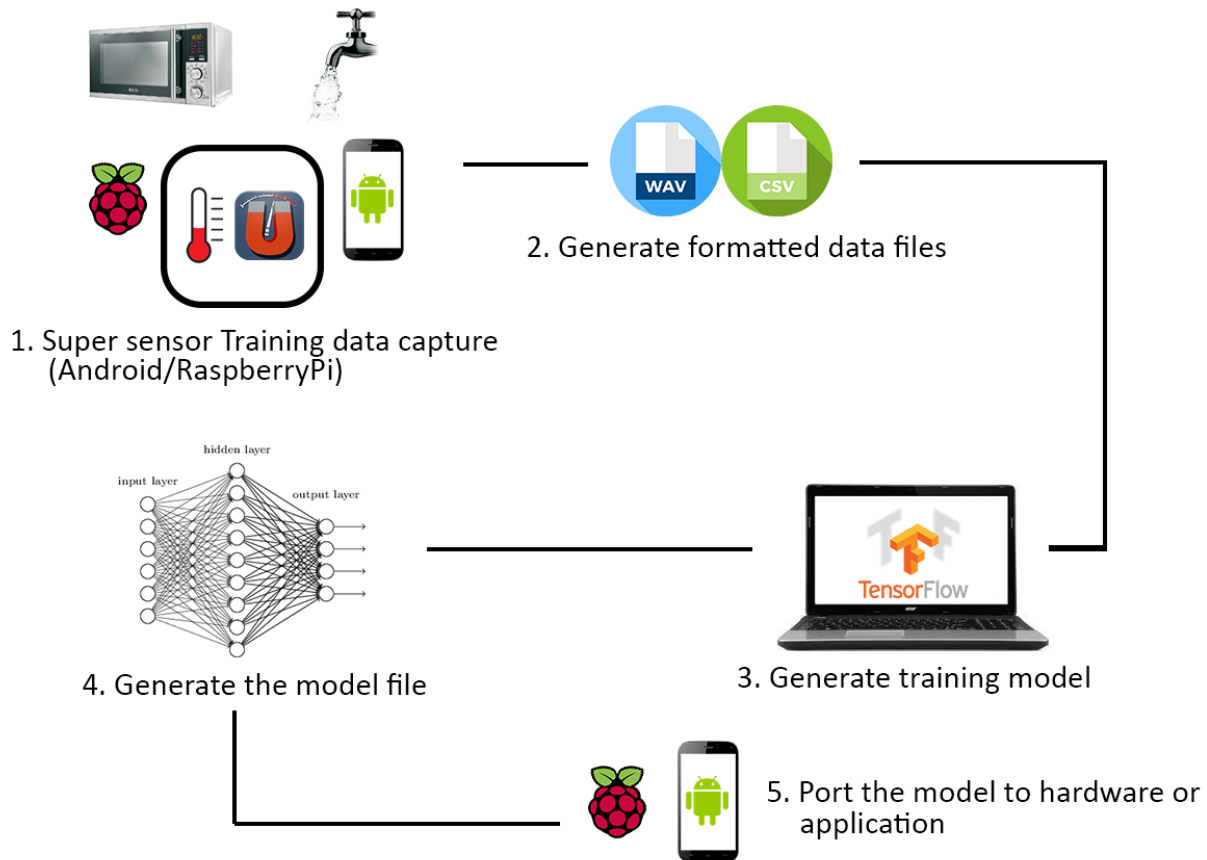 WAV
CSV
2. Generate formatted data files
1. Super sensor Training data capture
(Android/RaspberryPi)
hidden layer
input layer
output layer
TensorFlow
4. Generate the model file
3. Generate training model
5. Port the model to hardware or
application